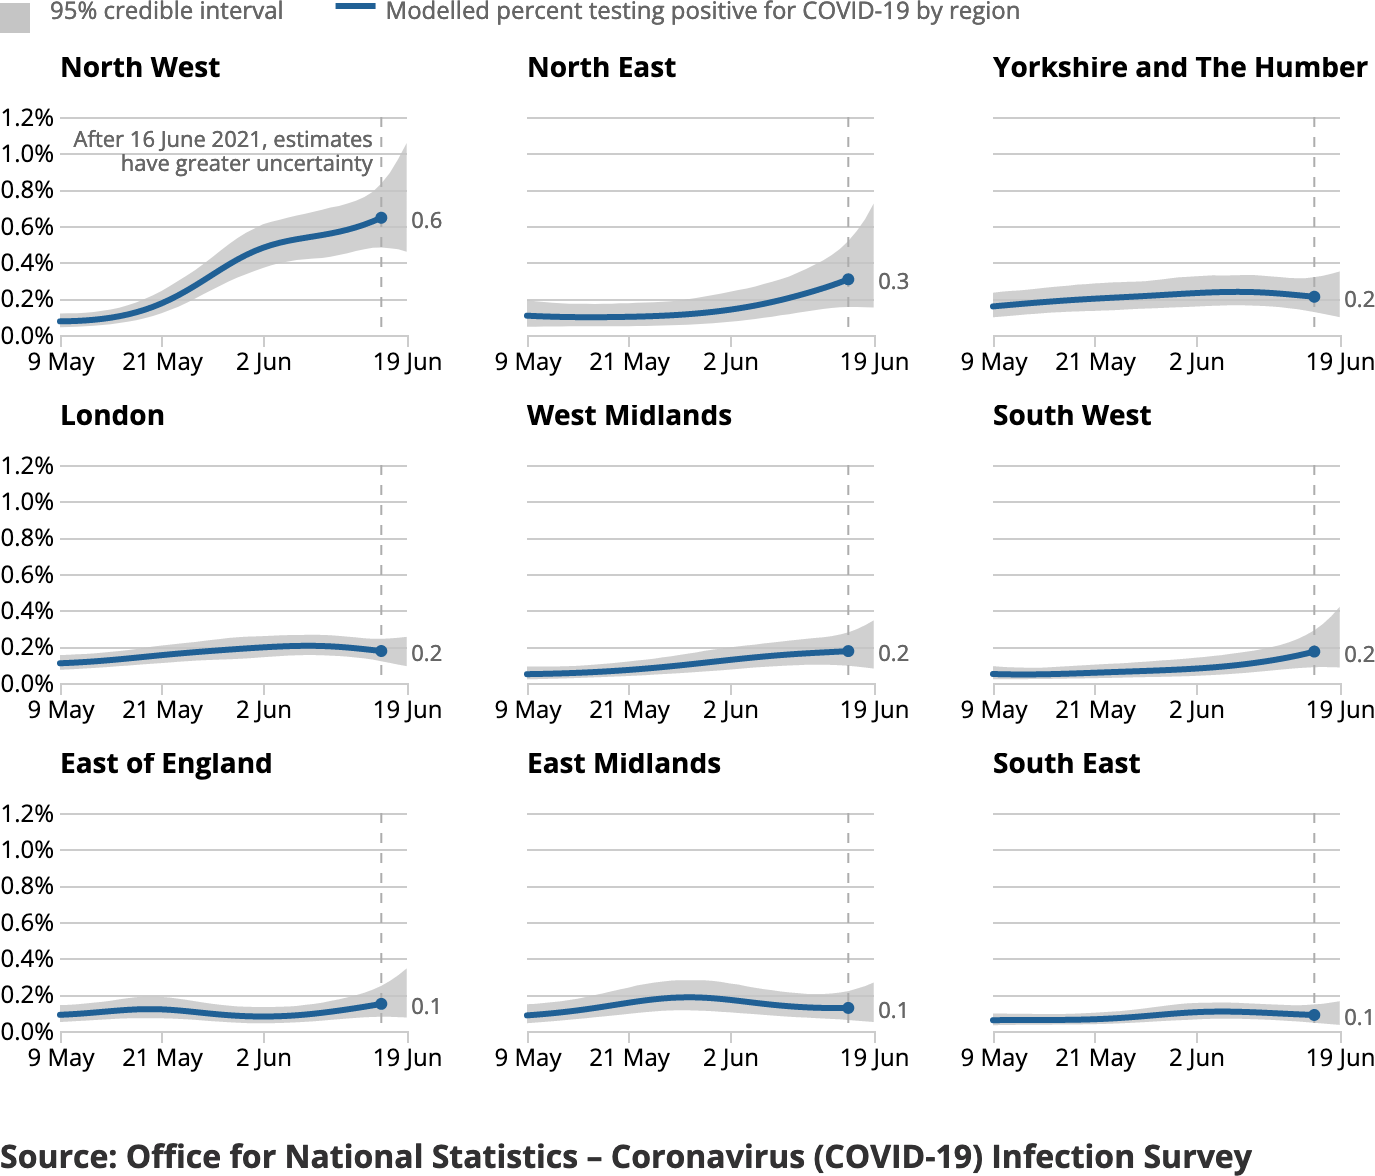 95% credible interval Modelled percent testing positive for COVID-19 by region
North West North East Yorkshire and The Humber
1.2%
After 16 June 2021, estimates
1.0%
have greater uncertainty
0.8%
0.6% 0.6
0.4% 0.3
0.2% 0.2
0.0%
9 May 21 May 2 Jun 19 Jun 9 May 21 May 2 Jun 19 Jun 9 May 21 May 2 Jun 19 Jun
London West Midlands South West
1.2%
1.0%
0.8%
0.6%
0.4%
0.2% 0.2 0.2 0.2
0.0%
9 May 21 May 2 Jun 19 Jun 9 May 21 May 2 Jun 19 Jun 9 May 21 May 2 Jun 19 Jun
East of England East Midlands South East
1.2%
1.0%
0.8%
0.6%
0.4%
0.2% 0.1 0.1 0.1
0.0%
9 May 21 May 2 Jun 19 Jun 9 May 21 May 2 Jun 19 Jun 9 May 21 May 2 Jun 19 Jun
Source: Office for National Statistics – Coronavirus (COVID-19) Infection Survey